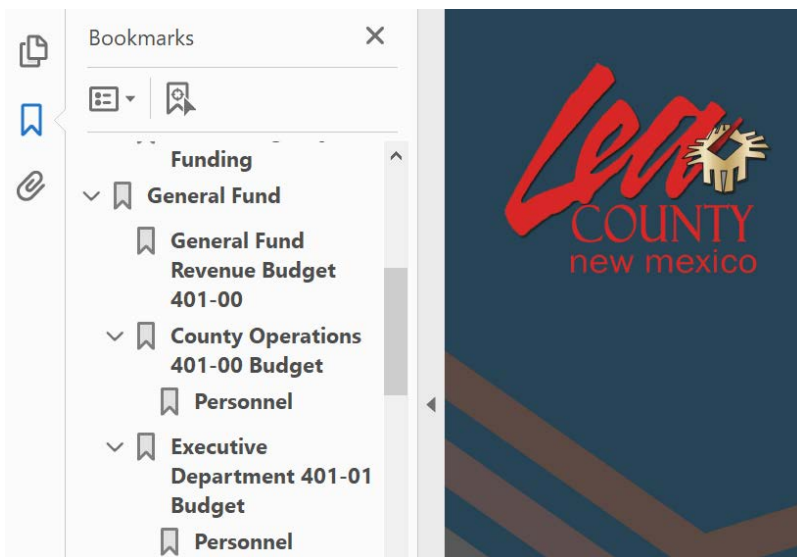 Bookmarks
Funding
General Fund
General Fund
Revenue Budget
401-00
County Operations
401-00 Budget
Personnel
Executive
Department 401-01
Budget
Personnel
Lea
COUNTY
new mexico